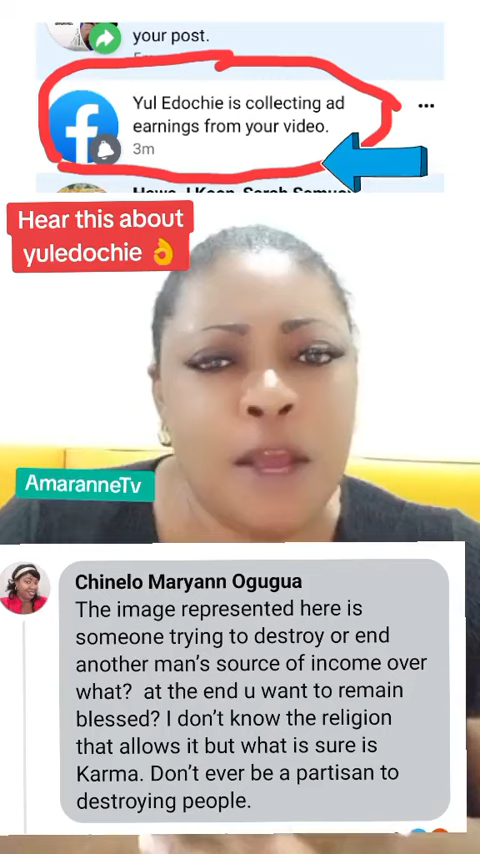 your post.
Yul Edochie is collecting ad
earnings from your video.
3m
Hear this about
yuledochie 👌
AmaranneTv
Chinelo Maryann Ogugua
The image represented here is
someone trying to destroy or end
another man's source of income over
what? at the end u want to remain
blessed? I don't know the religion
that allows it but what is sure is
Karma. Don't ever be a partisan to
destroying people.